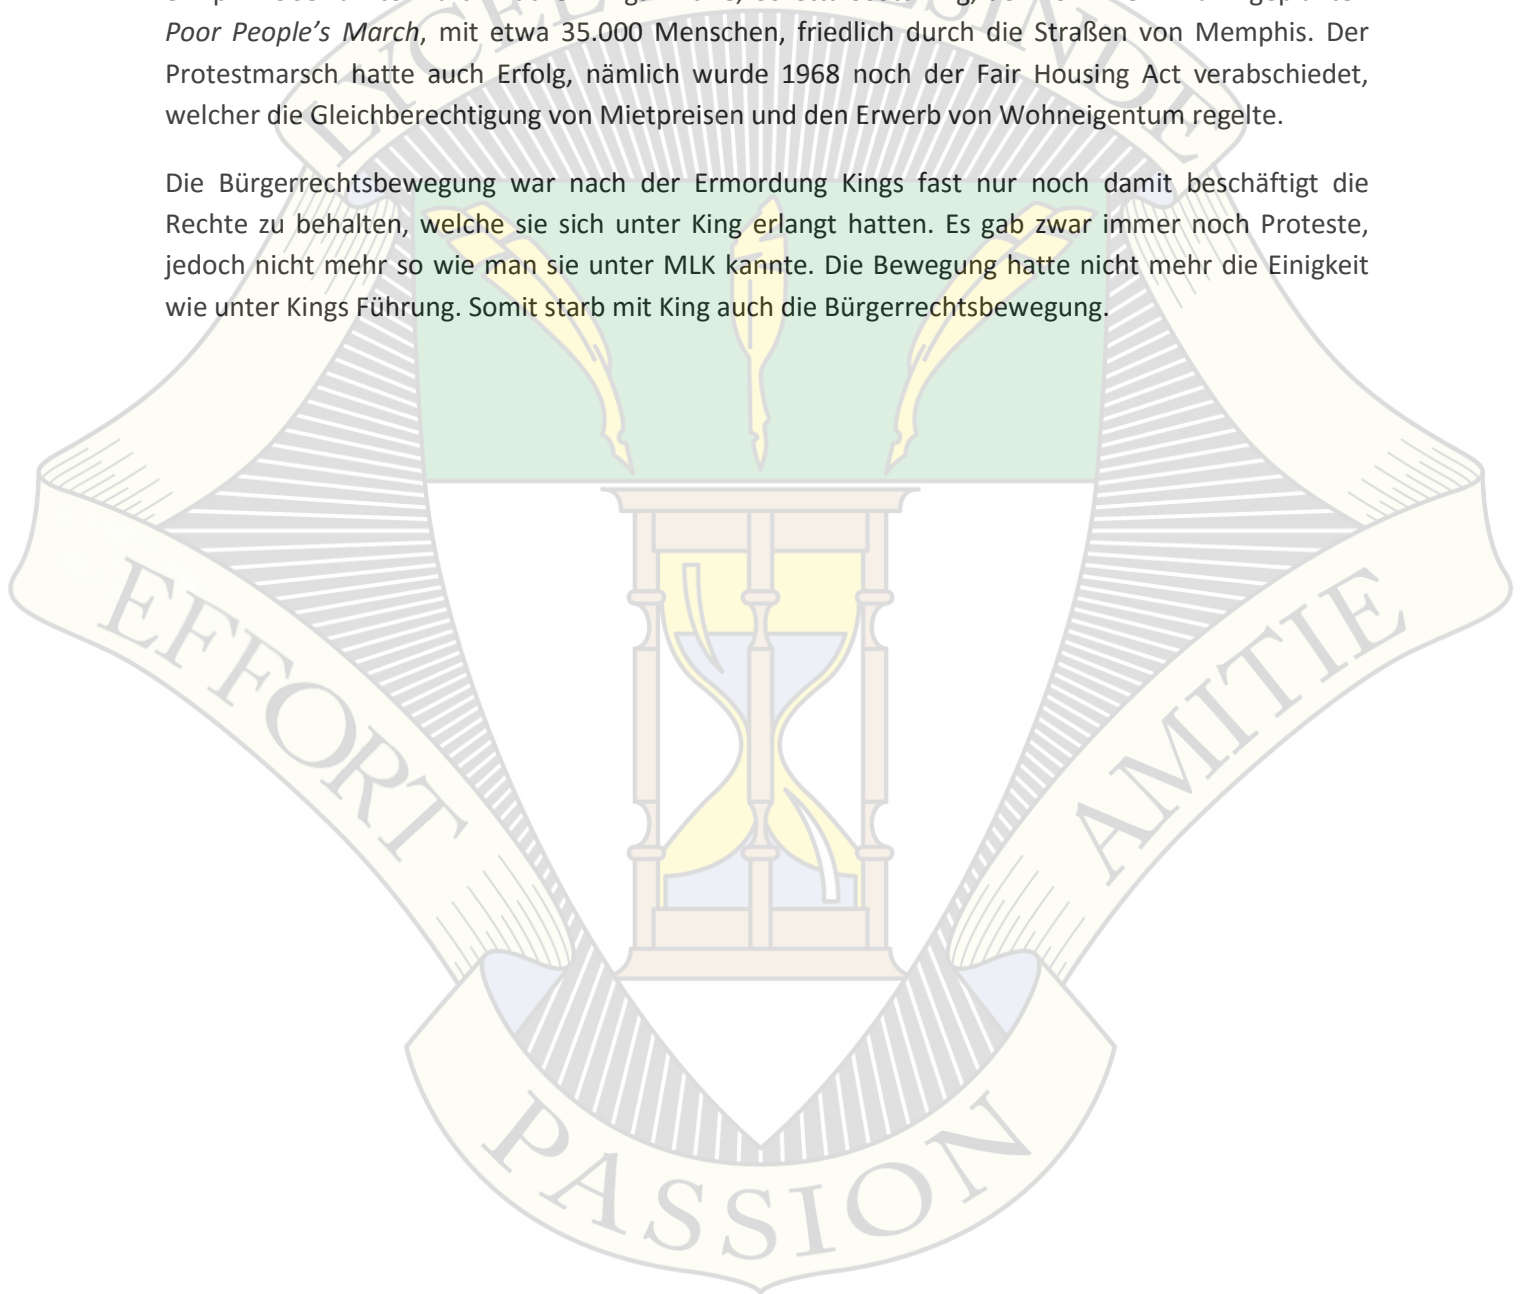 Poor People’s March, mit etwa 35.000 Menschen, friedlich durch die Straßen von Memphis. Der
Protestmarsch hatte auch Erfolg, nämlich wurde 1968 noch der Fair Housing Act verabschiedet,
welcher die Gleichberechtigung von Mietpreisen und den Erwerb von Wohneigentum regelte.
Die Bürgerrechtsbewegung war nach der Ermordung Kings fast nur noch damit beschäftigt die
Rechte zu behalten, welche sie sich unter King erlangt hatten. Es gab zwar immer noch Proteste,
jedoch nicht mehr so wie man sie unter MLK kannte. Die Bewegung hatte nicht mehr die Einigkeit
wie unter Kings Führung. Somit starb mit King auch die Bürgerrechtsbewegung.
EFFORT
AMITIE
PASSION